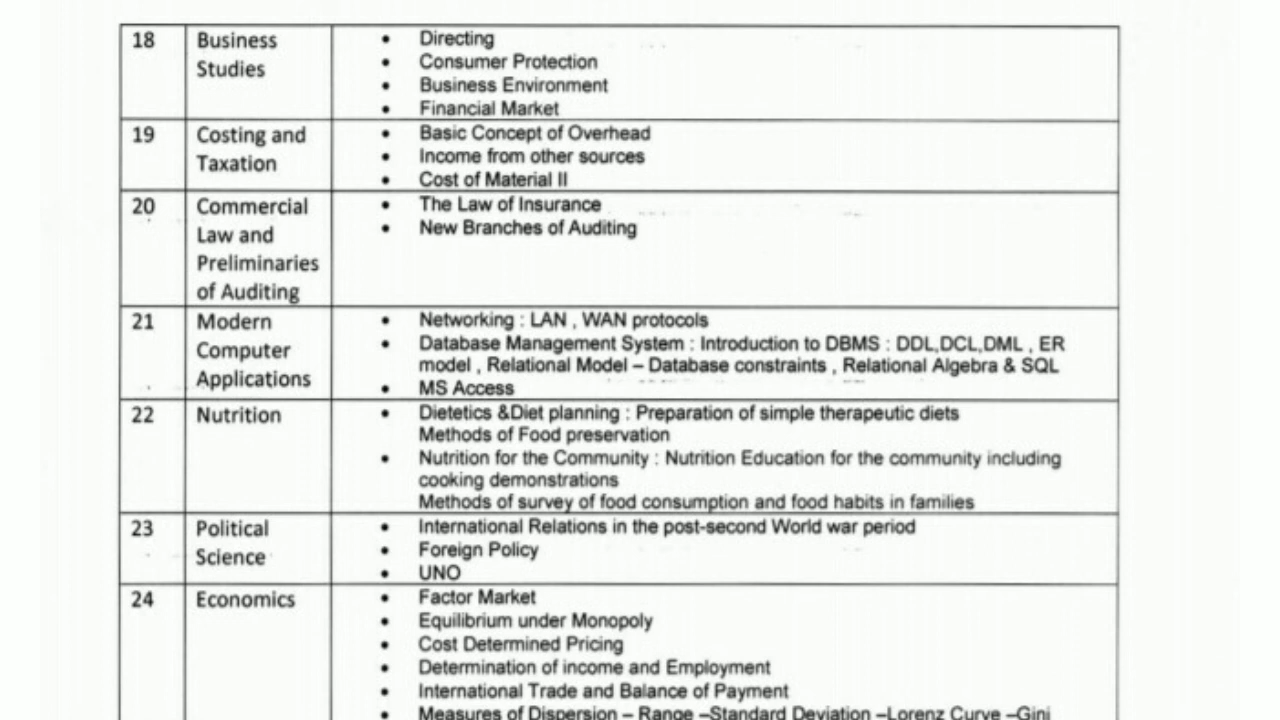 18 Business Studies
• Directing
• Consumer Protection
• Business Environment
• Financial Market
19 Costing and Taxation
• Basic Concept of Overhead
• Income from other sources
• Cost of Material II
20 Commercial Law and Preliminaries of Auditing
• The Law of Insurance
• New Branches of Auditing
21 Modern Computer Applications
• Networking : LAN , WAN protocols
• Database Management System : Introduction to DBMS : DDL,DCL,DML , ER
model , Relational Model – Database constraints , Relational Algebra & SQL
• MS Access
22 Nutrition
• Dietetics &Diet planning : Preparation of simple therapeutic diets
Methods of Food preservation
• Nutrition for the Community : Nutrition Education for the community including
cooking demonstrations
Methods of survey of food consumption and food habits in families
23 Political Science
• International Relations in the post-second World war period
• Foreign Policy
• UNO
24 Economics
• Factor Market
• Equilibrium under Monopoly
• Cost Determined Pricing
• Determination of income and Employment
• International Trade and Balance of Payment
• Measures of Dispersion – Range –Standard Deviation –Lorenz Curve –Gini